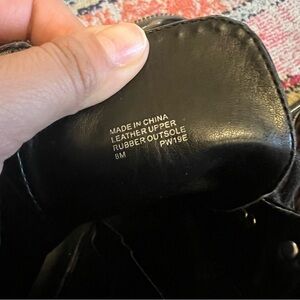 MADE IN CHINA
LEATHER UPPER
RUBBER OUTSOLE
8M PW19E